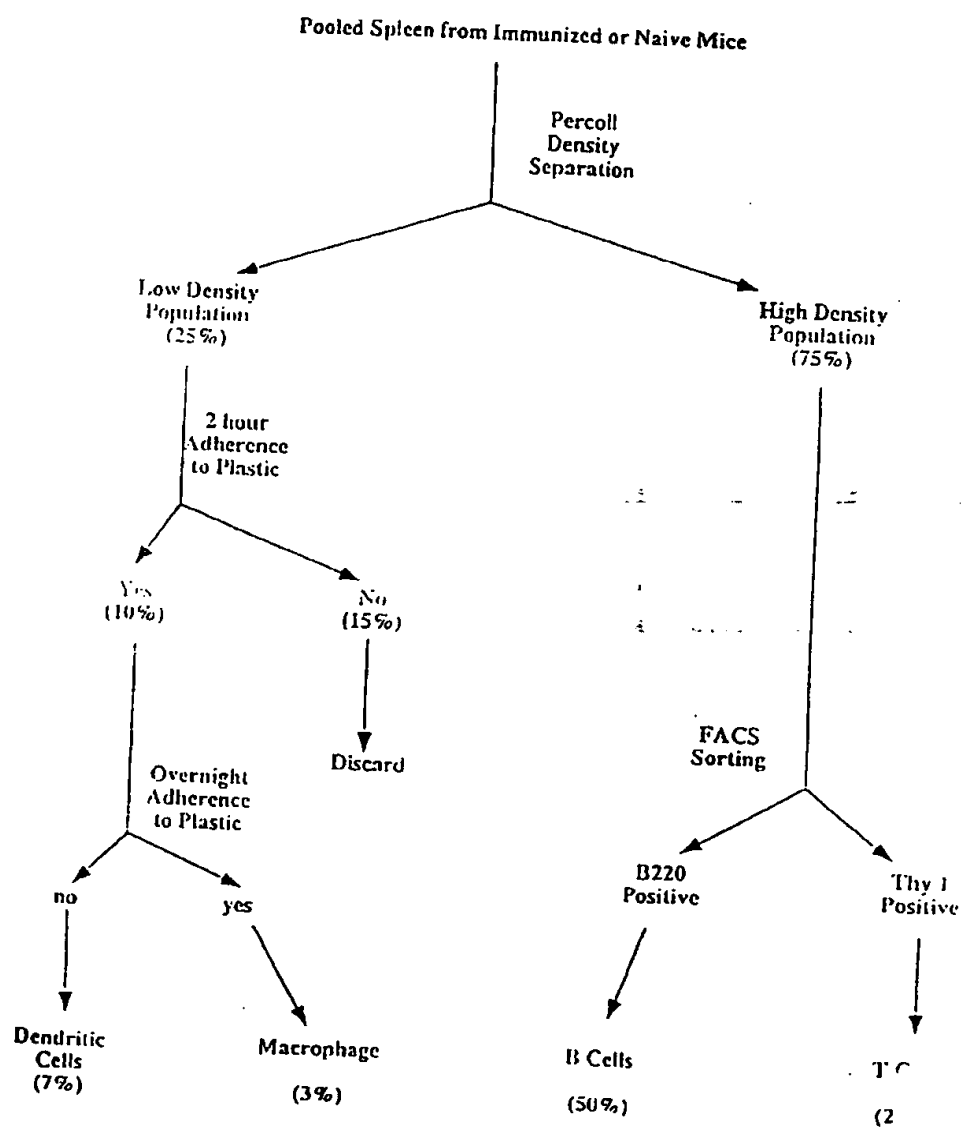 Pooled Spleen from Immunized or Naive Mice
Percoll
Density
Separation
Low Density
Population
(25%)
High Density
Population
(75%)
2 hour
Adherence
to Plastic
Yes
(10%)
No
(15%)
Discard
FACS
Sorting
Overnight
Adherence
to Plastic
no
yes
B220
Positive
Thy 1
Positive
Dendritic
Cells
(7%)
Macrophage
(3%)
B Cells
(50%)
T C
(2